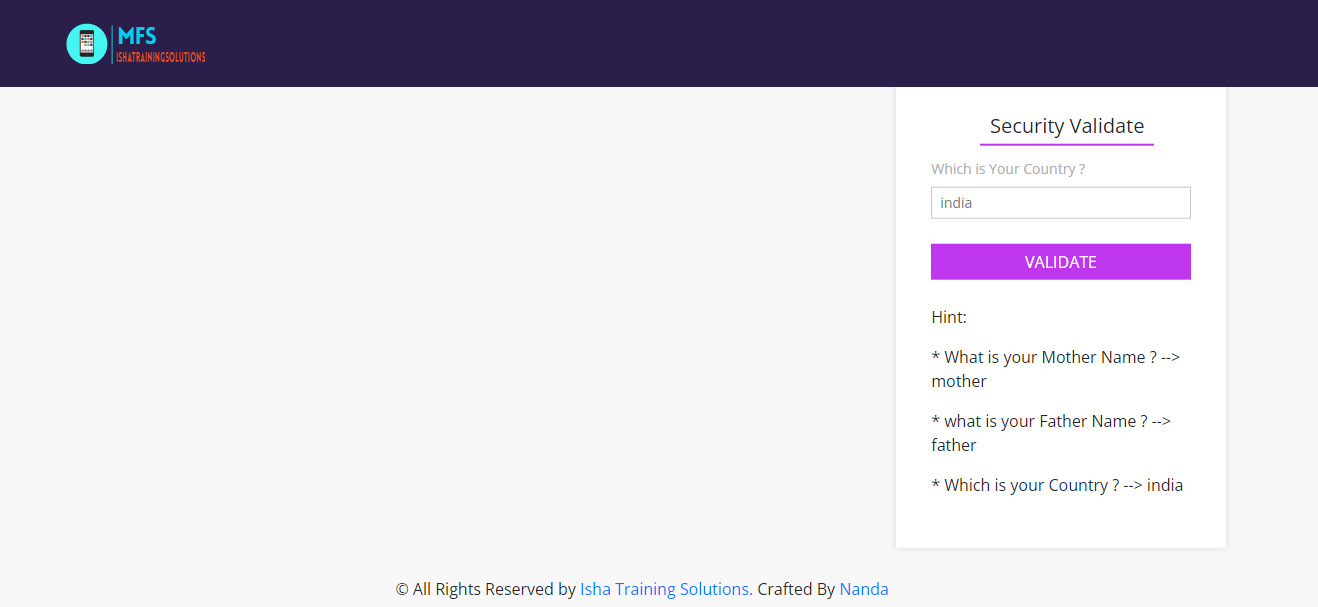 MFS
ISHATRAININGSOLUTIONS
Security Validate
Which is Your Country ?
india
VALIDATE
Hint:
* What is your Mother Name ? -->
mother
* what is your Father Name ? -->
father
* Which is your Country ? --> india
© All Rights Reserved by Isha Training Solutions. Crafted By Nanda